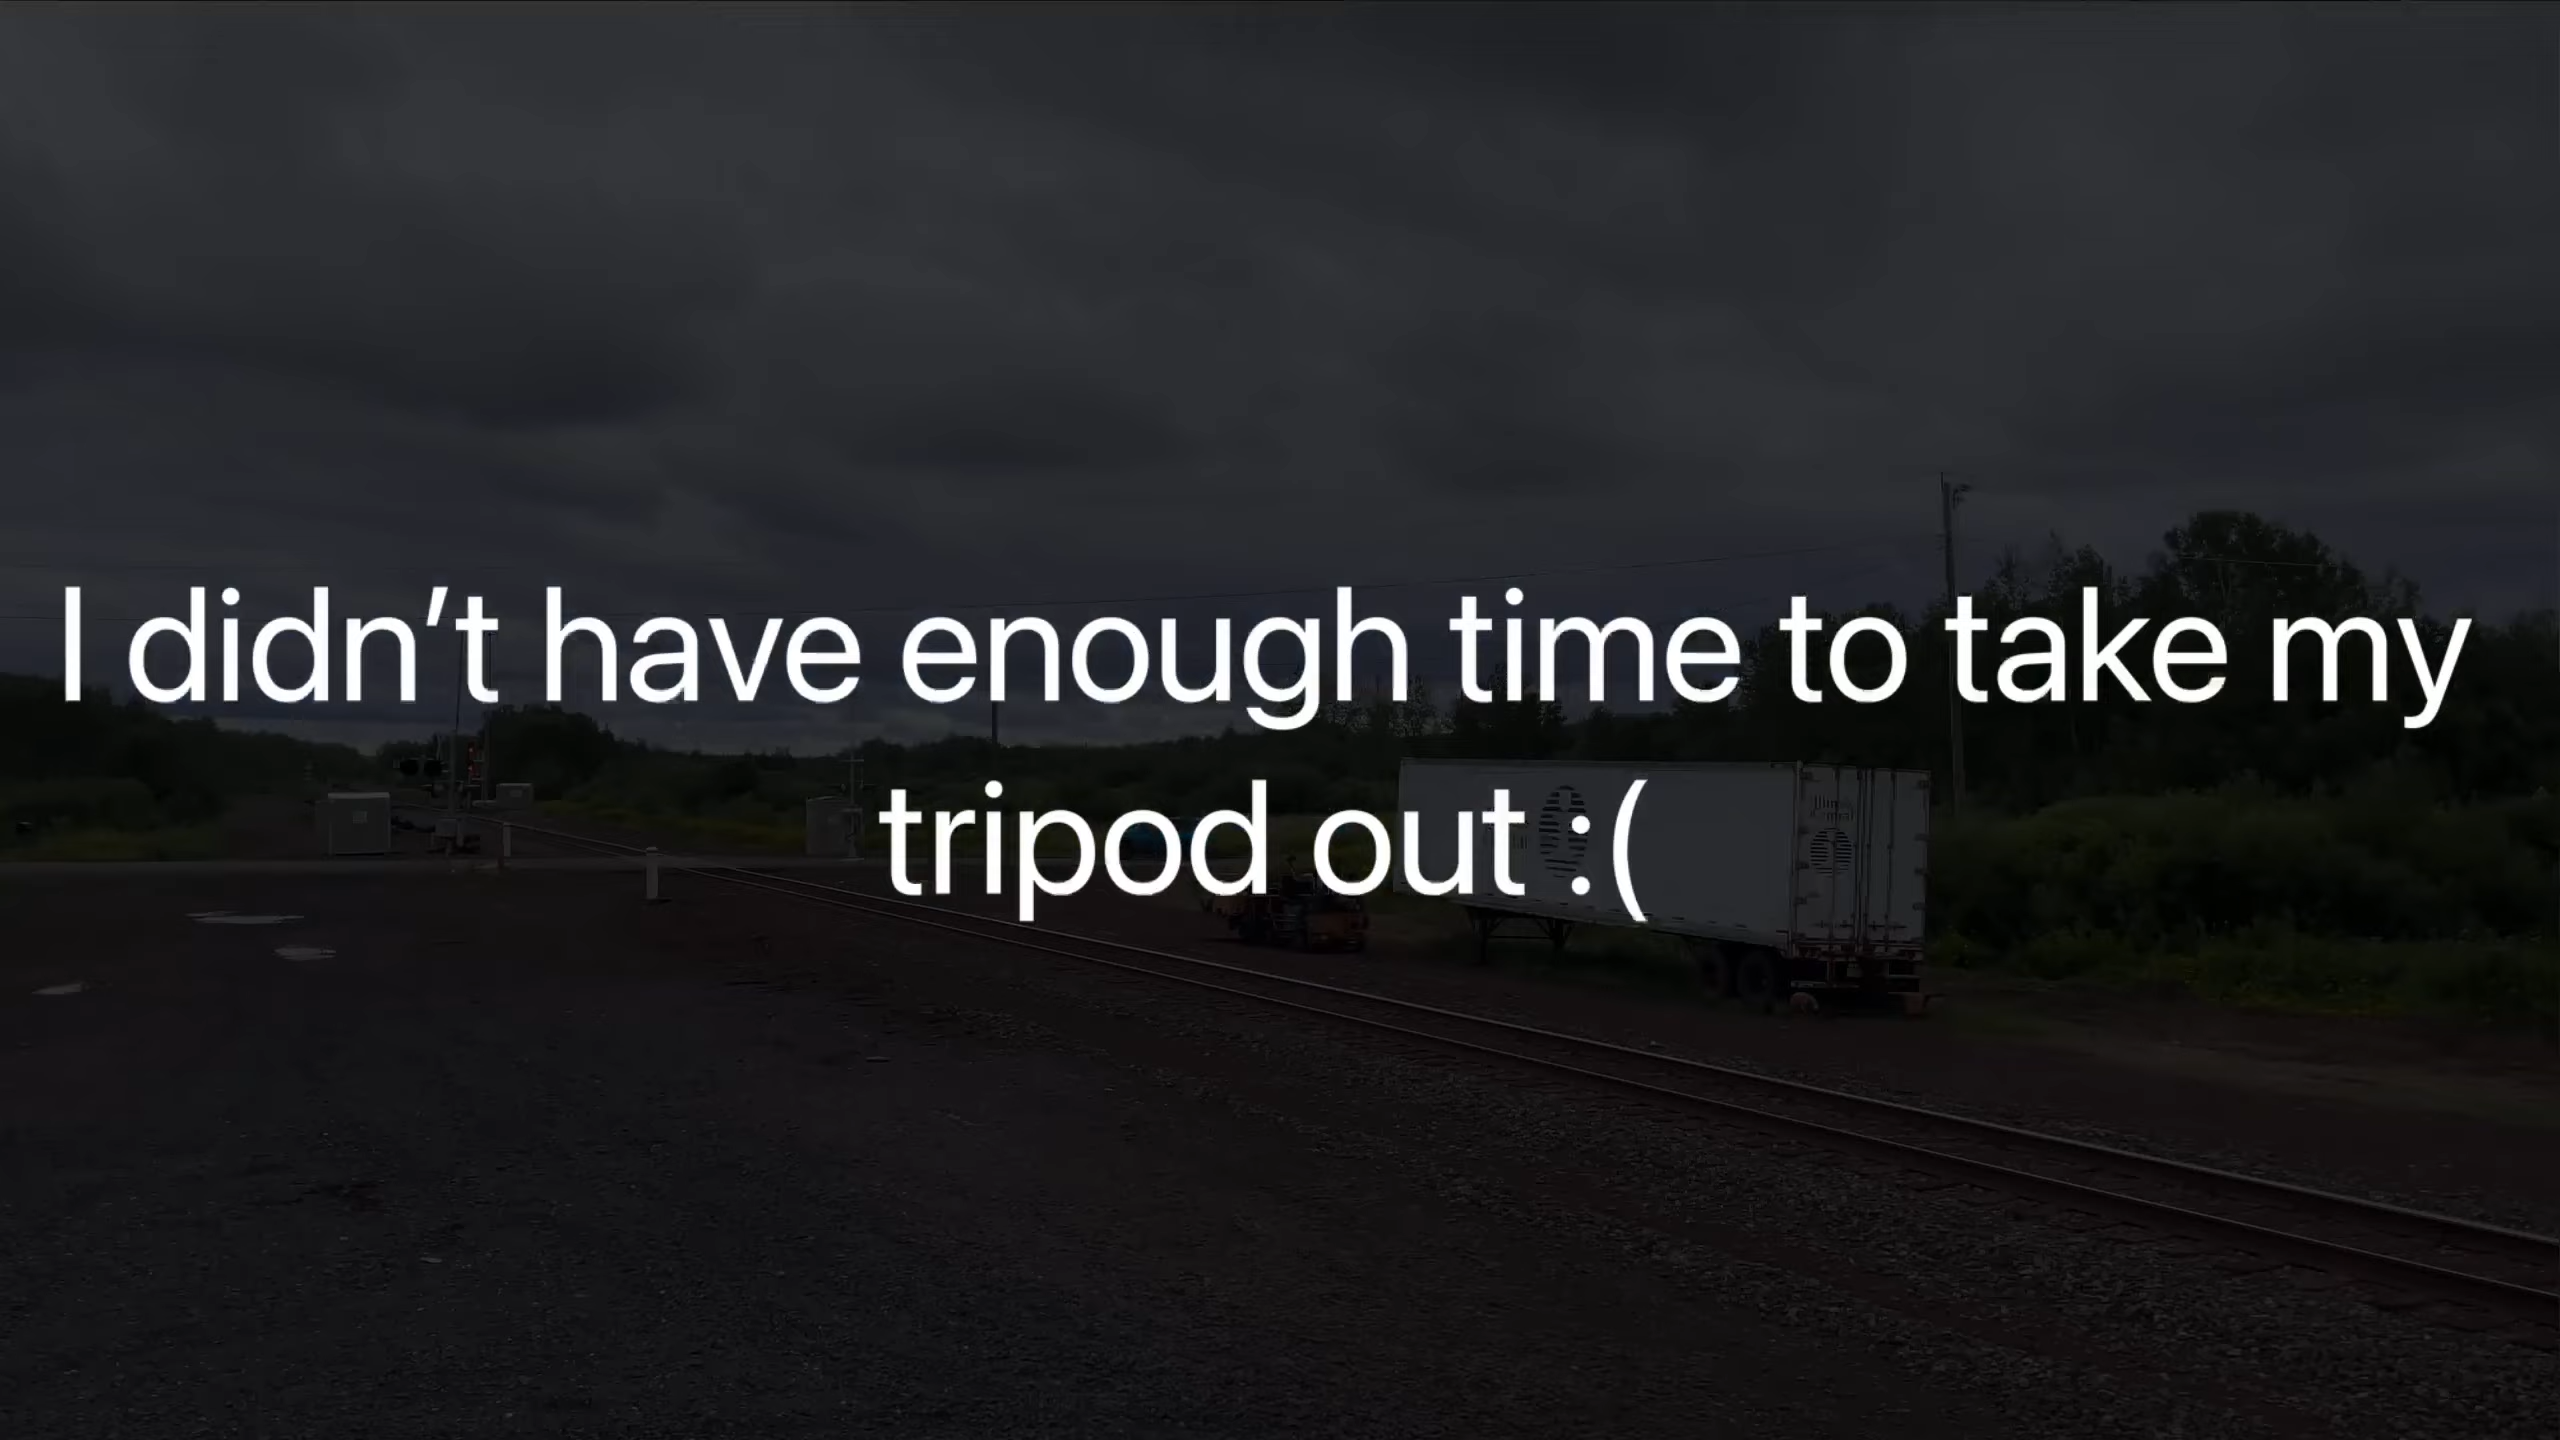 I didn’t have enough time to take my
tripod out :(